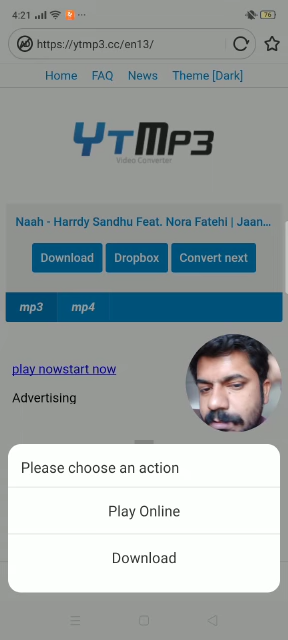 4:21
76
https://ytmp3.cc/en13/
Home FAQ News Theme [Dark]
YTMP3
Video Converter
Naah - Harrdy Sandhu Feat. Nora Fatehi | Jaan...
Download Dropbox Convert next
mp3 mp4
play nowstart now
Advertising
Please choose an action
Play Online
Download